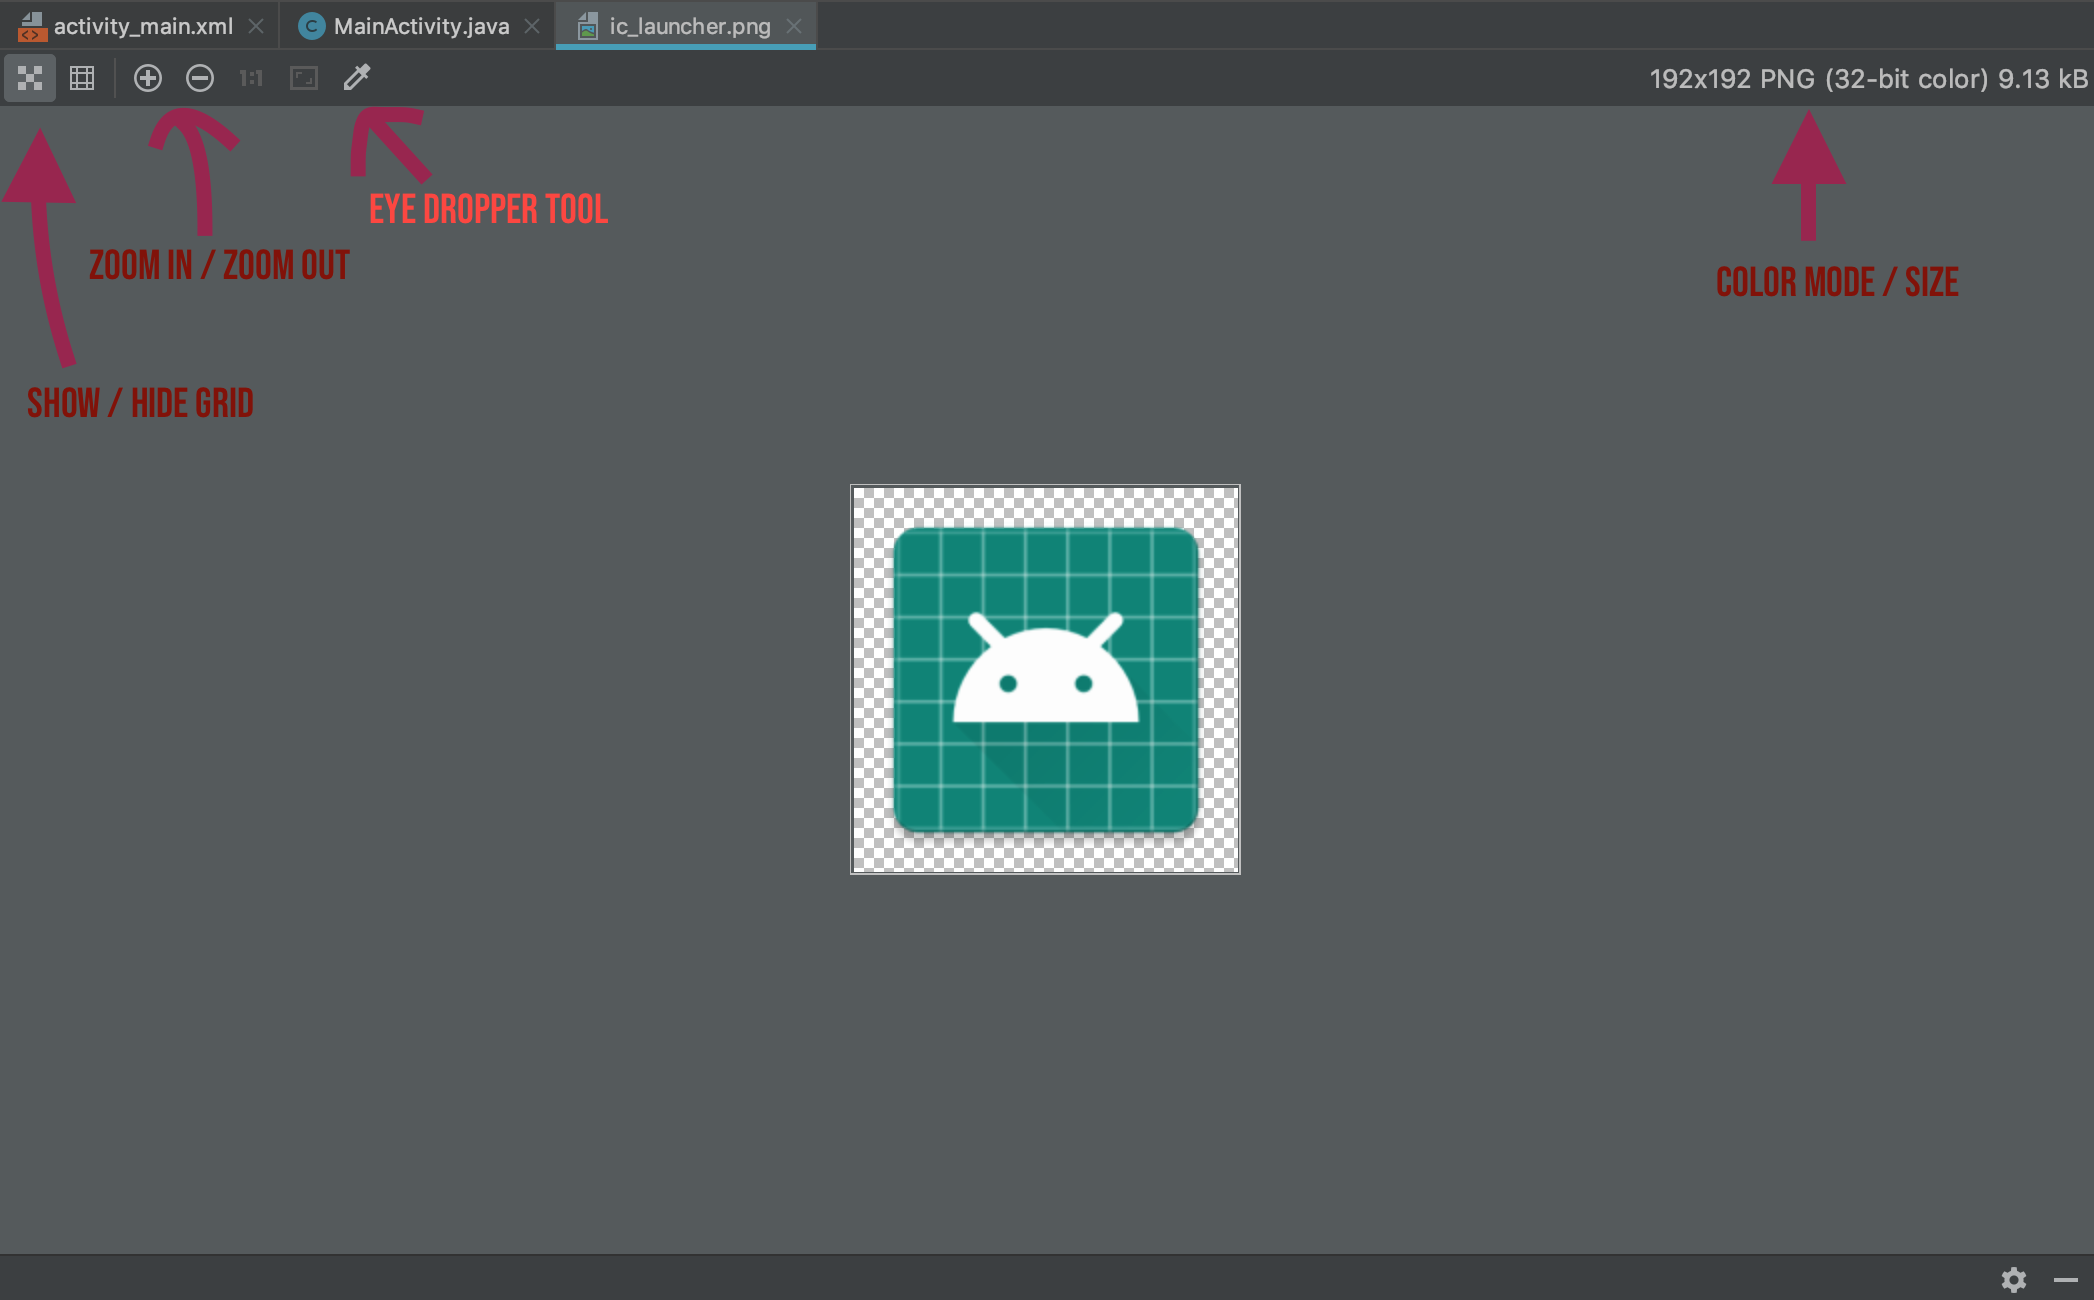 activity_main.xml
MainActivity.java
ic_launcher.png
1:1
192x192 PNG (32-bit color) 9.13 kB
EYE DROPPER TOOL
ZOOM IN / ZOOM OUT
COLOR MODE / SIZE
SHOW / HIDE GRID